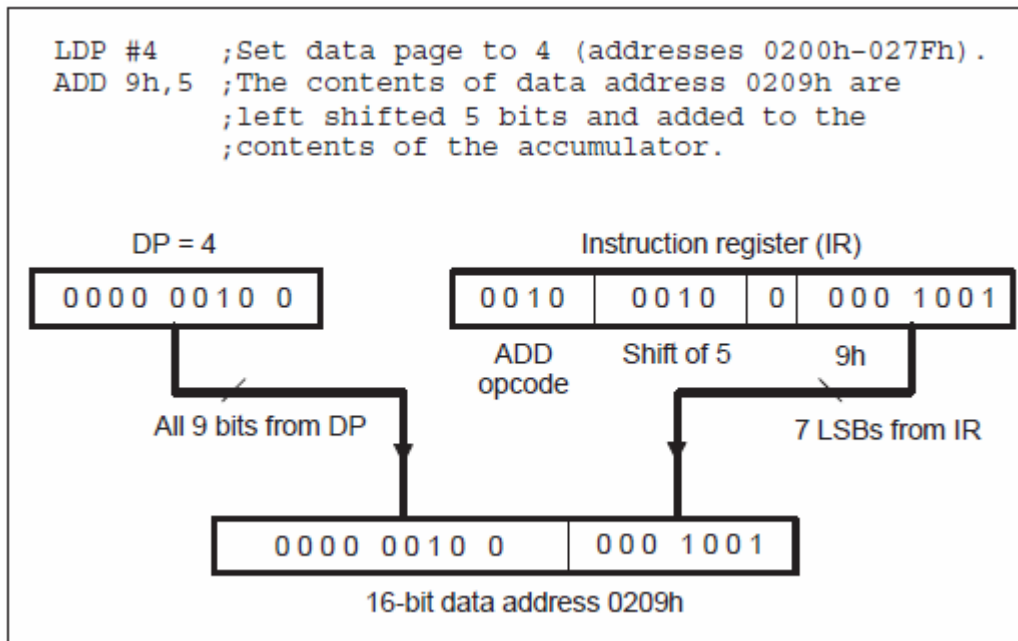 LDP #4 ;Set data page to 4 (addresses 0200h–027Fh).
ADD 9h,5 ;The contents of data address 0209h are
;left shifted 5 bits and added to the
;contents of the accumulator.
DP = 4
Instruction register (IR)
0000 0010 0
0010 0010 0 000 1001
ADD opcode
Shift of 5
9h
All 9 bits from DP
7 LSBs from IR
0000 0010 0 000 1001
16-bit data address 0209h